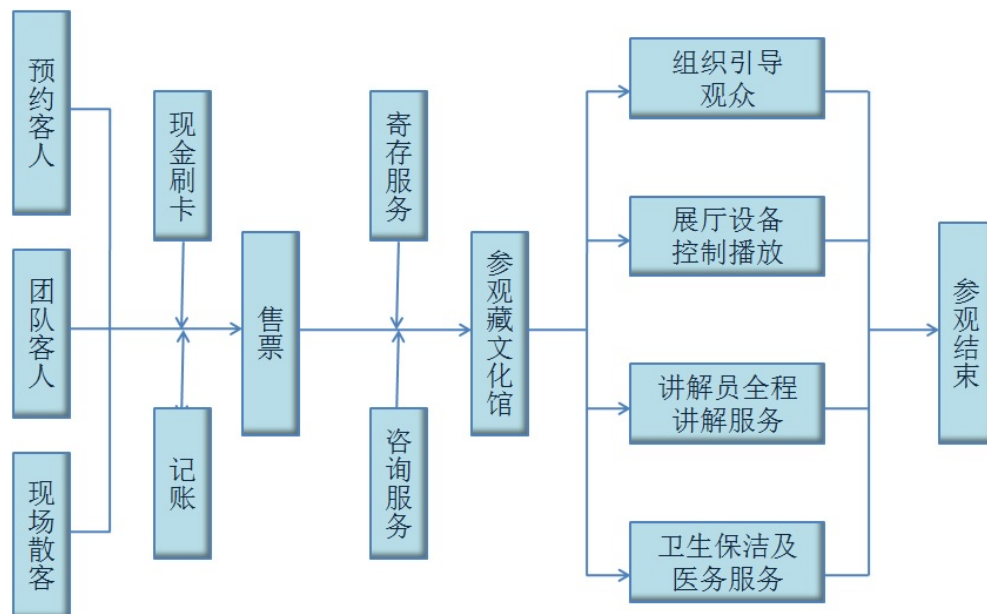 预约客人
团队客人
现场散客
现金刷卡
记账
售票
寄存服务
咨询服务
参观藏文化馆
组织引导
观众
展厅设备
控制播放
讲解员全程
讲解服务
卫生保洁及
医务服务
参观结束